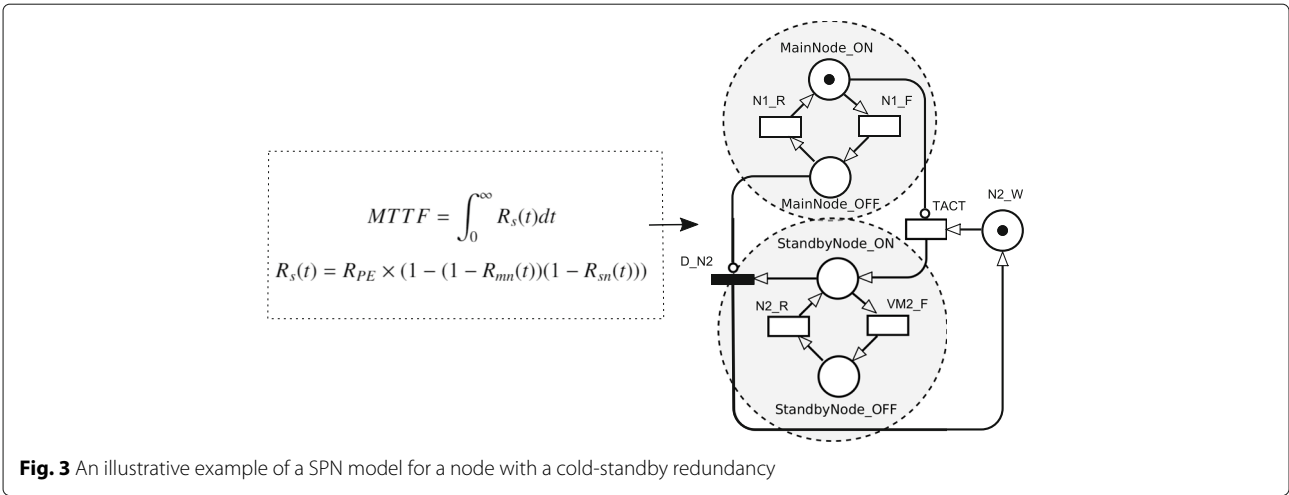 MainNode_ON
N1_R
N1_F
MainNode_OFF
TACT
N2_W
StandbyNode_ON
D_N2
N2_R
VM2_F
StandbyNode_OFF
MTTF = ∫₀^∞ R_s(t)dt
R_s(t) = R_PE × (1 − (1 − R_mn(t))(1 − R_sn(t)))
Fig. 3 An illustrative example of a SPN model for a node with a cold-standby redundancy